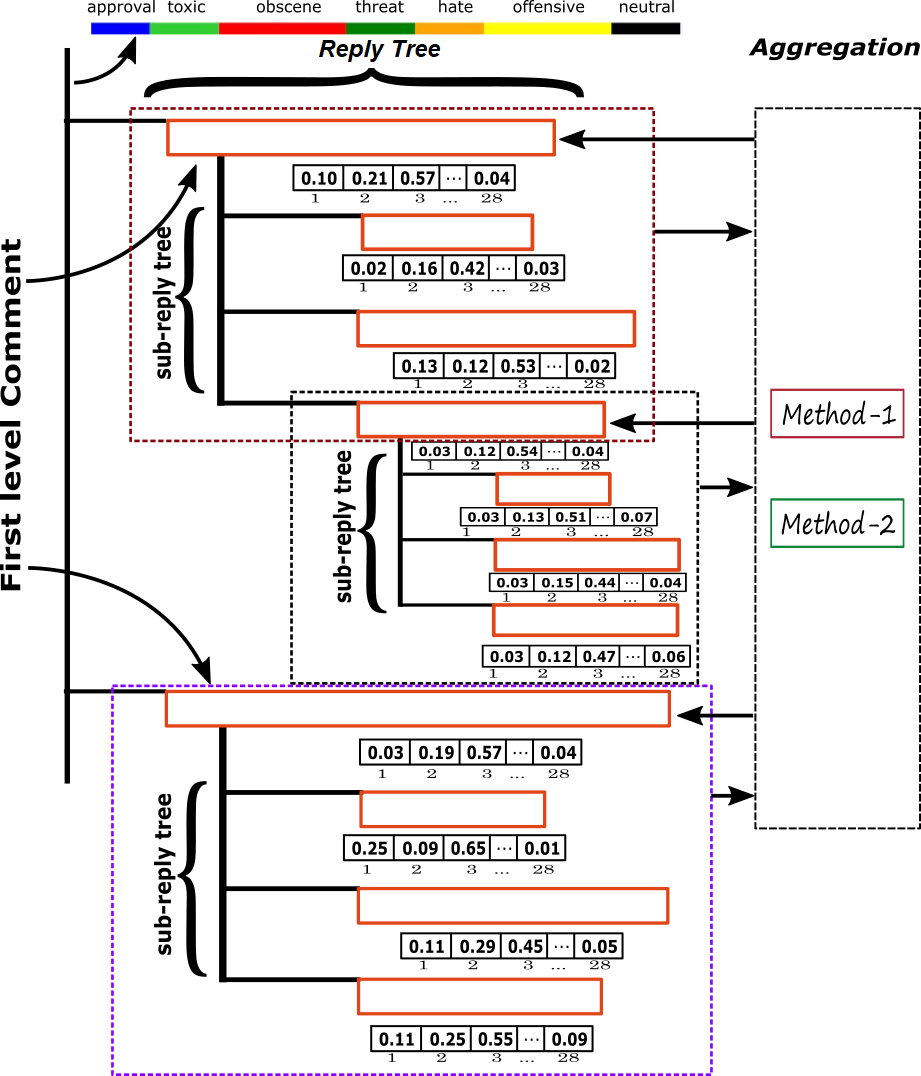 approval toxic obscene threat hate offensive neutral
Reply Tree
Aggregation
First level Comment
0.10 0.21 0.57 ... 0.04
1 2 3 ... 28
sub-reply tree
0.02 0.16 0.42 ... 0.03
1 2 3 ... 28
0.13 0.12 0.53 ... 0.02
1 2 3 ... 28
Method-1
0.03 0.12 0.54 ... 0.04
1 2 3 ... 28
sub-reply tree
0.03 0.13 0.51 ... 0.07
1 2 3 ... 28
Method-2
0.03 0.15 0.44 ... 0.04
1 2 3 ... 28
0.03 0.12 0.47 ... 0.06
1 2 3 ... 28
0.03 0.19 0.57 ... 0.04
1 2 3 ... 28
sub-reply tree
0.25 0.09 0.65 ... 0.01
1 2 3 ... 28
0.11 0.29 0.45 ... 0.05
1 2 3 ... 28
0.11 0.25 0.55 ... 0.09
1 2 3 ... 28